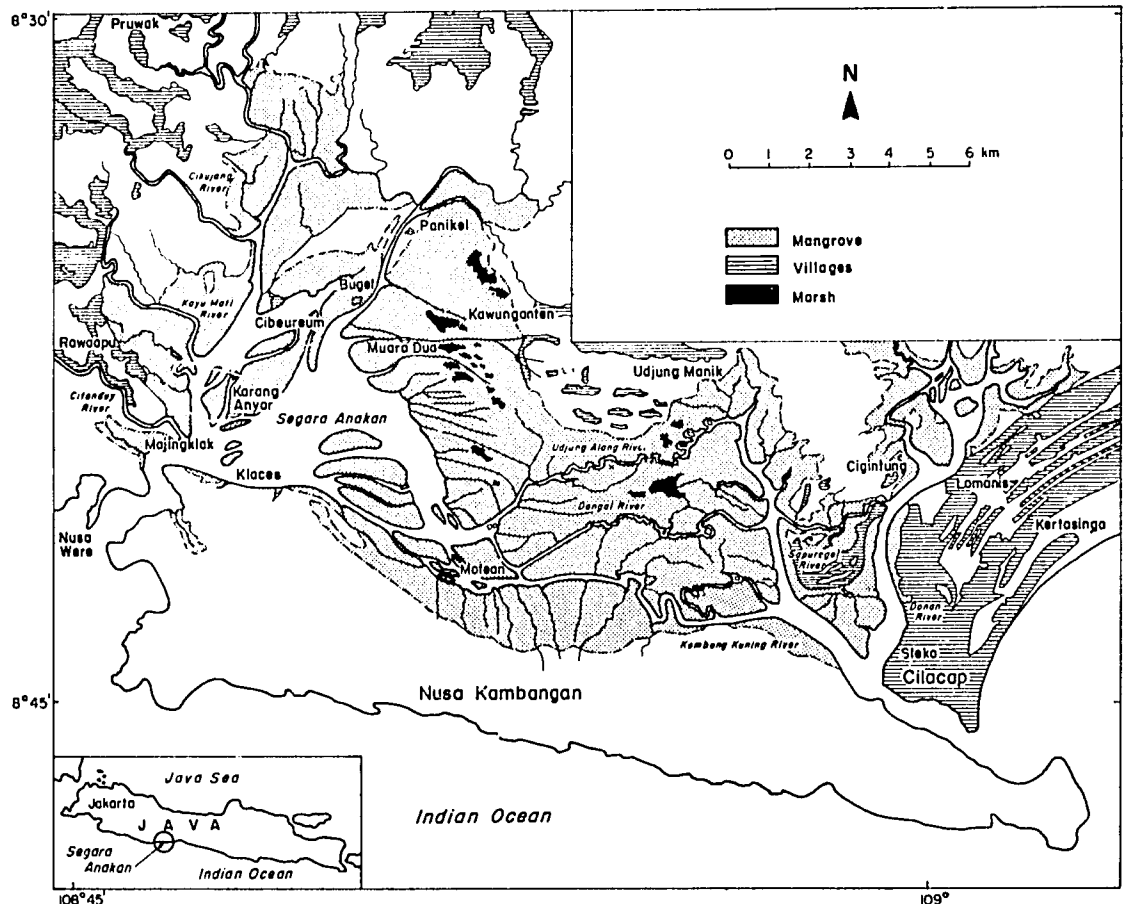 8°30'
Pruwak
N
0 1 2 3 4 5 6 km
Mangrove
Villages
Marsh
Cibujang
River
Panikel
Kayu Mati
River
Bugel
Cibeureum
Kawunganten
Rawaapu
Muara Dua
Udjung Manik
Karang
Anyar
Citanduy
River
Segara Anakan
Majingklak
Udjung Alang River
Klaces
Cigintung
Lomanis
Dangal River
Kertasinga
Nusa
Were
Motean
Sapuregel
River
Donan
River
Kembang Kuning River
Sleko
Cilacap
Nusa Kambangan
8°45'
Java Sea
Jakarta
J A V A
Segara
Anakan
Indian Ocean
Indian Ocean
108°45'
109°